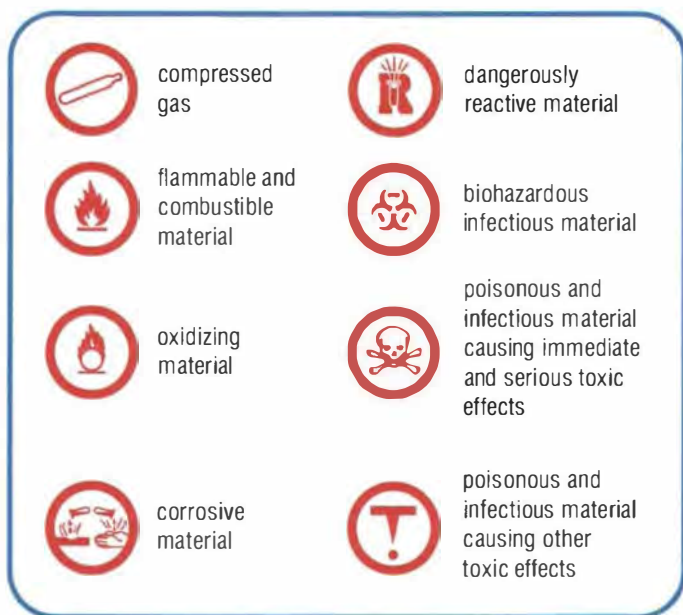 compressed
gas
flammable and
combustible
material
oxidizing
material
corrosive
material
dangerously
reactive material
biohazardous
infectious material
poisonous and
infectious material
causing immediate
and serious toxic
effects
poisonous and
infectious material
causing other
toxic effects